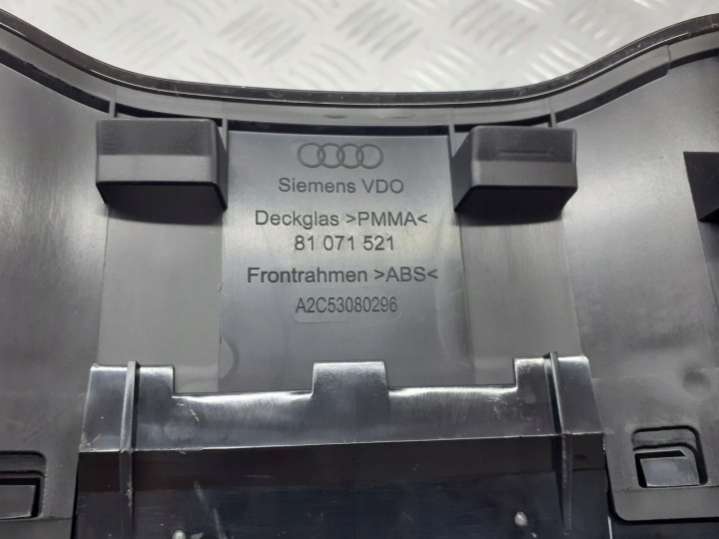 Siemens VDO
Deckglas >PMMA<
81 071 521
Frontrahmen >ABS<
A2C53080296